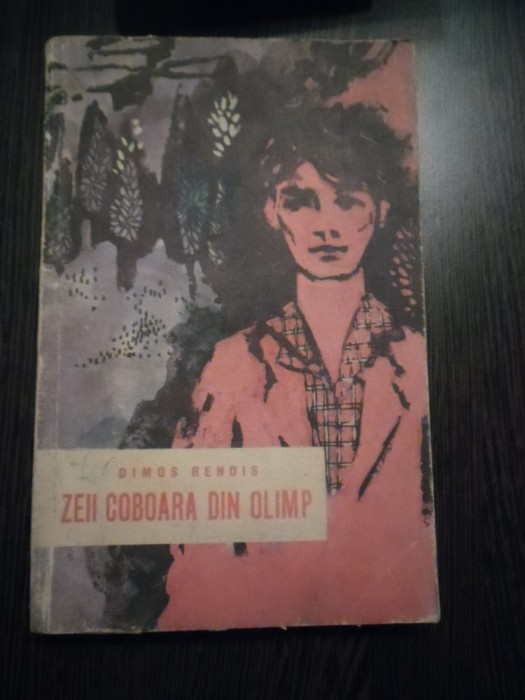 DIMOS RENDIS
ZEII COBOARA DIN OLIMP